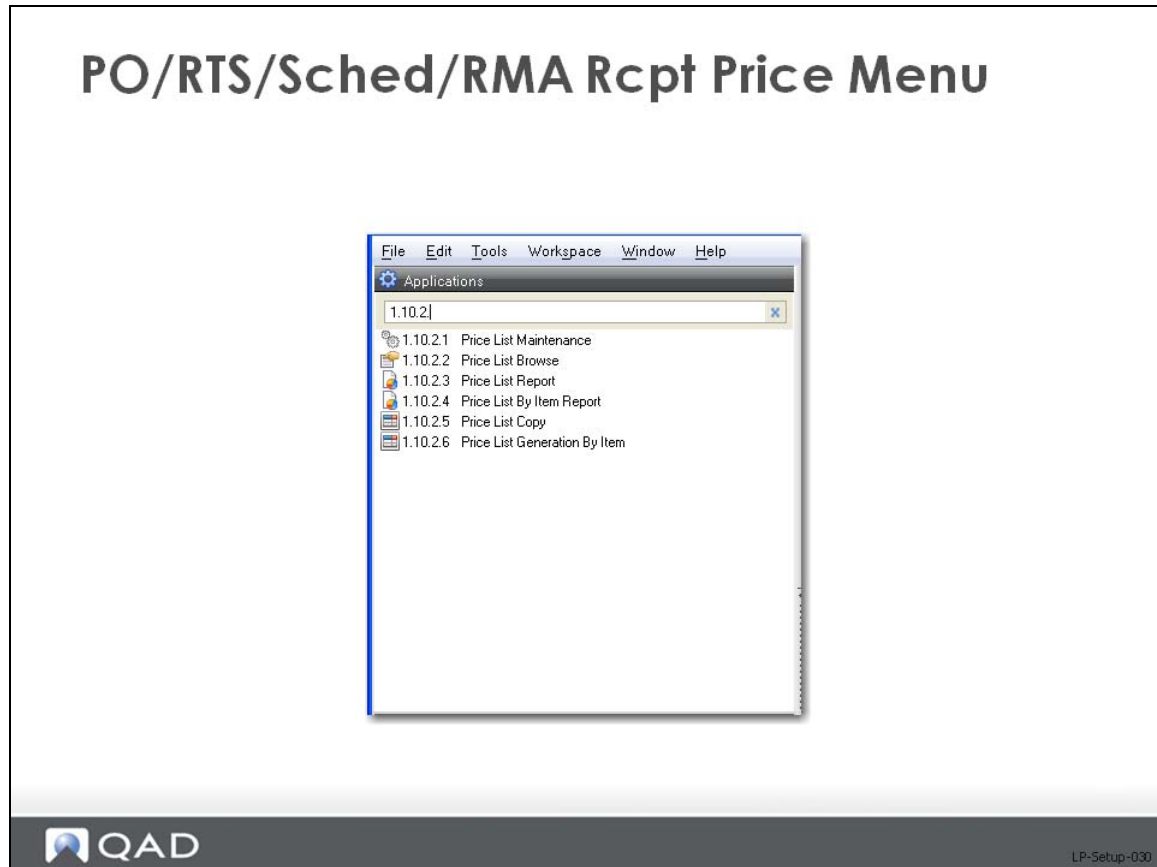 PO/RTS/Sched/RMA Rcpt Price Menu
File Edit Tools Workspace Window Help
Applications
1.10.2
1.10.2.1 Price List Maintenance
1.10.2.2 Price List Browse
1.10.2.3 Price List Report
1.10.2.4 Price List By Item Report
1.10.2.5 Price List Copy
1.10.2.6 Price List Generation By Item
QAD
LP-Setup-030